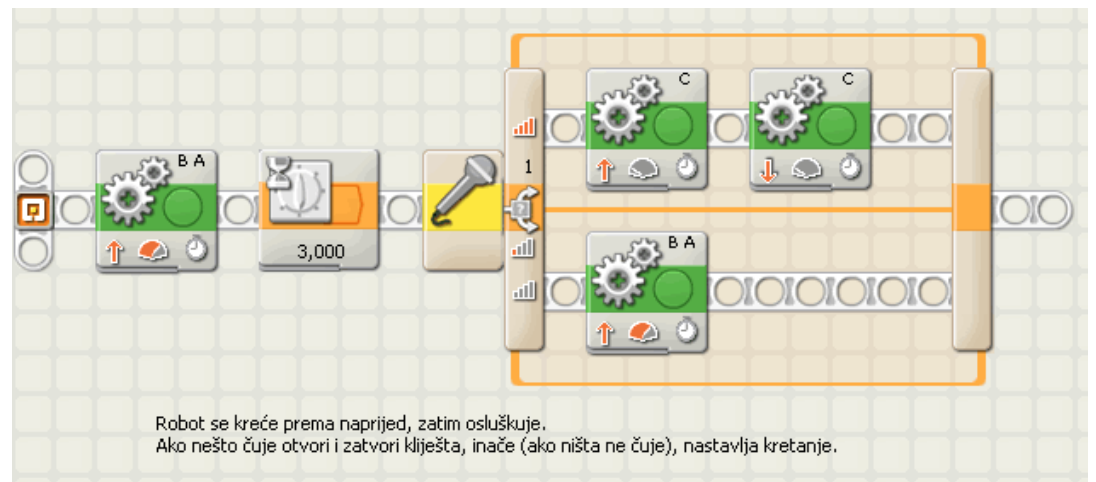 B A
3,000
1
C
C
B A
Robot se kreće prema naprijed, zatim osluškuje.
Ako nešto čuje otvori i zatvori kliješta, inače (ako ništa ne čuje), nastavlja kretanje.